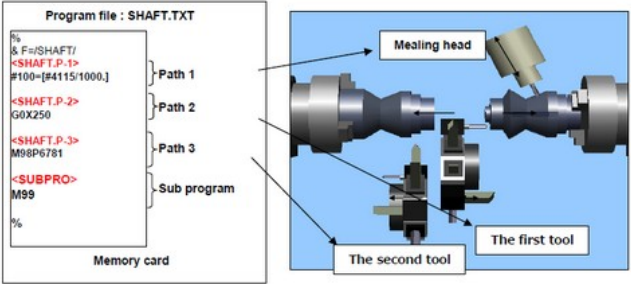 Program file : SHAFT.TXT
%
& F=/SHAFT/
<SHAFT.P-1>
#100=[#4115/1000.]
Path 1
<SHAFT.P-2>
G0X250
Path 2
<SHAFT.P-3>
M98P6781
Path 3
<SUBPRO>
M99
Sub program
%
Memory card
Mealing head
The first tool
The second tool